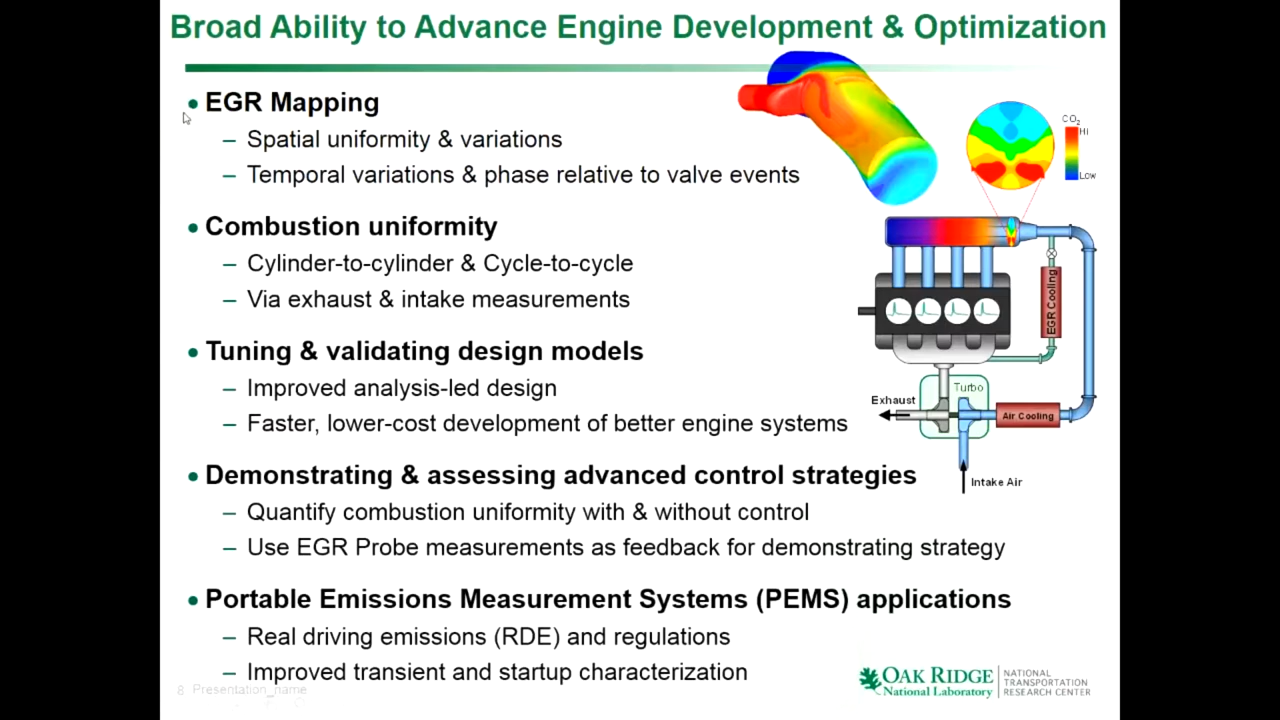 Broad Ability to Advance Engine Development & Optimization
• EGR Mapping
– Spatial uniformity & variations
– Temporal variations & phase relative to valve events
• Combustion uniformity
– Cylinder-to-cylinder & Cycle-to-cycle
– Via exhaust & intake measurements
• Tuning & validating design models
– Improved analysis-led design
– Faster, lower-cost development of better engine systems
• Demonstrating & assessing advanced control strategies
– Quantify combustion uniformity with & without control
– Use EGR Probe measurements as feedback for demonstrating strategy
• Portable Emissions Measurement Systems (PEMS) applications
– Real driving emissions (RDE) and regulations
– Improved transient and startup characterization
CO₂
Hi
Low
EGR Cooling
Turbo
Exhaust
Air Cooling
Intake Air
8 Presentation_name
OAK RIDGE
National Laboratory
NATIONAL
TRANSPORTATION
RESEARCH CENTER